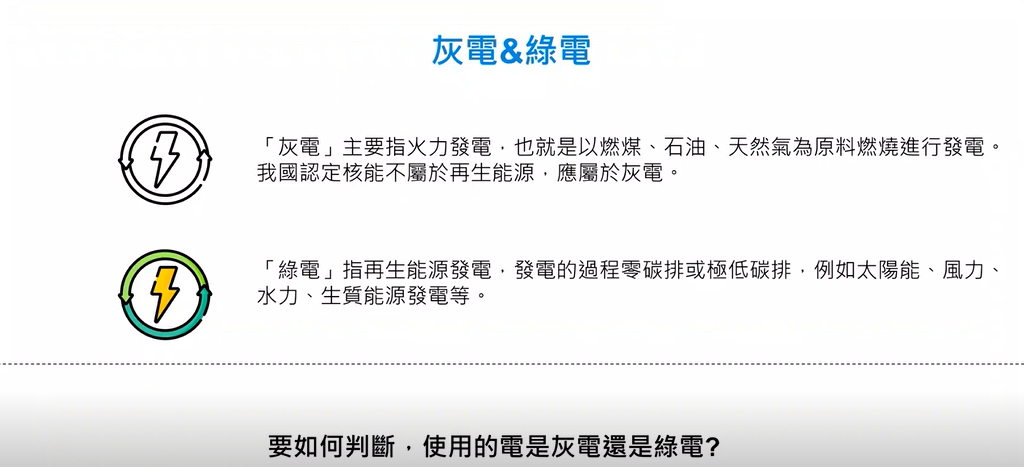 灰電&綠電
「灰電」主要指火力發電，也就是以燃煤、石油、天然氣為原料燃燒進行發電。
我國認定核能不屬於再生能源，應屬於灰電。
「綠電」指再生能源發電，發電的過程零碳排或極低碳排，例如太陽能、風力、
水力、生質能源發電等。
要如何判斷，使用的電是灰電還是綠電?